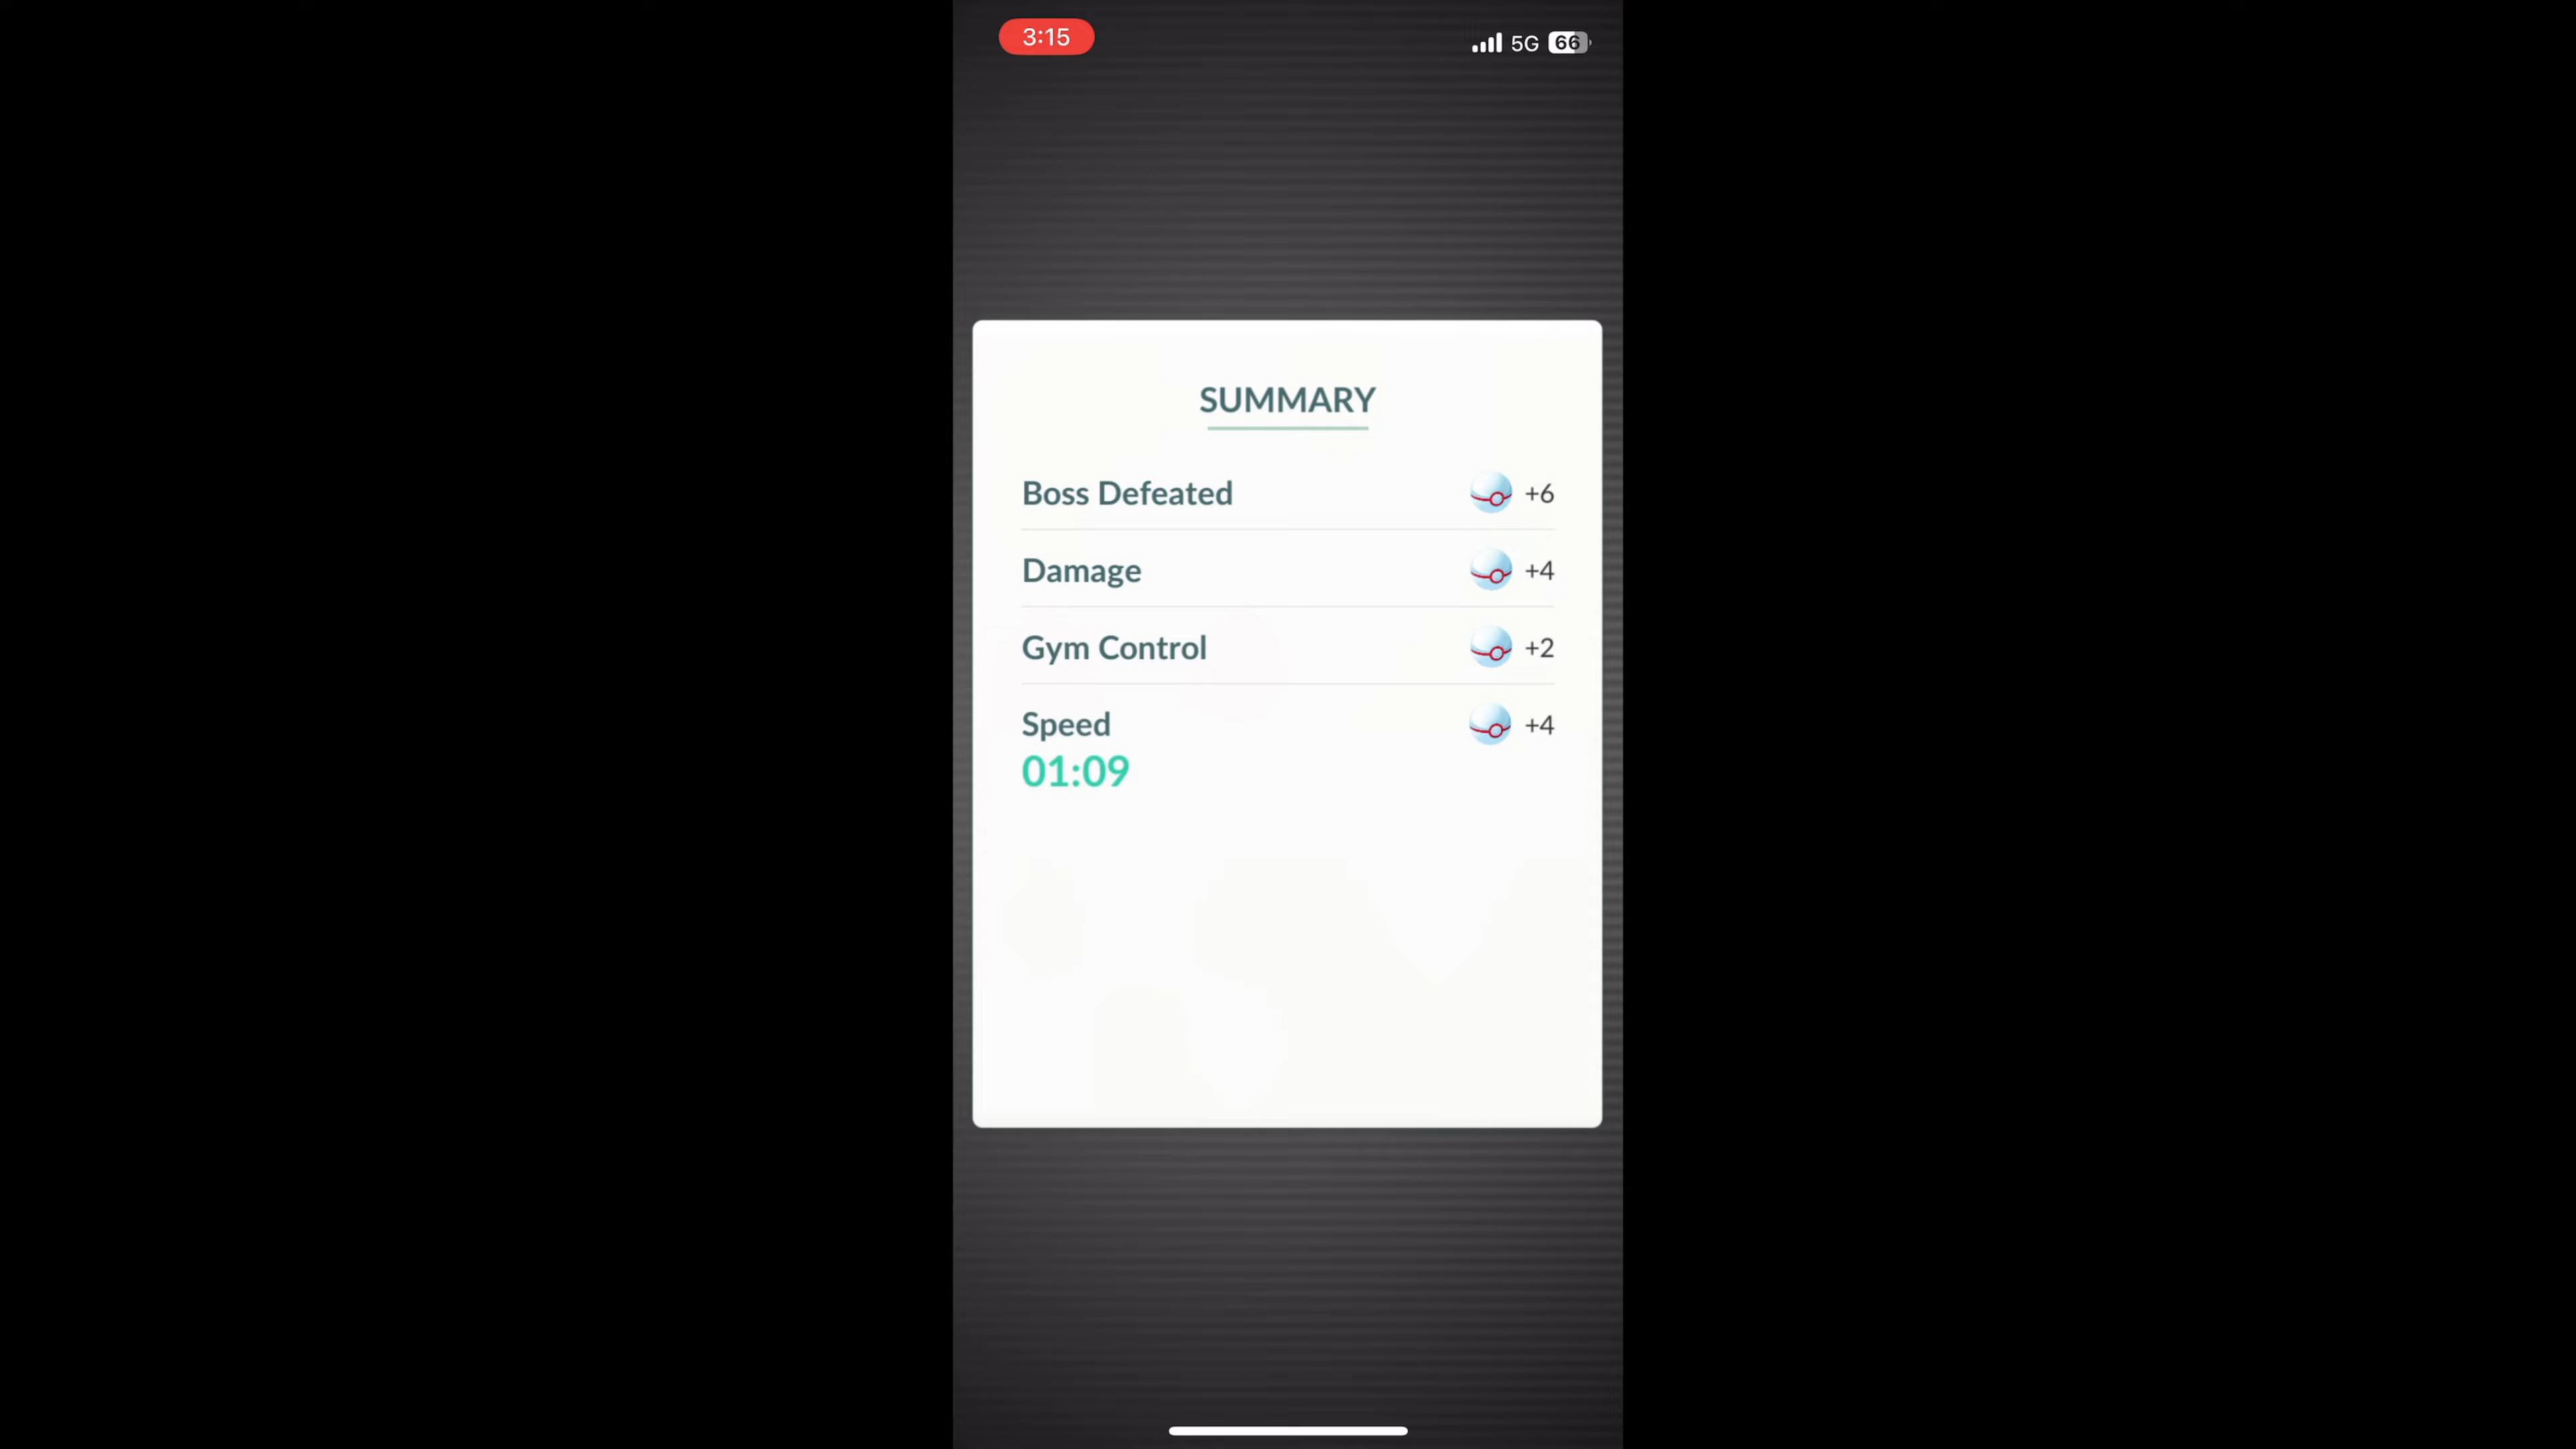 3:15
5G 66
SUMMARY
Boss Defeated +6
Damage +4
Gym Control +2
Speed +4
01:09